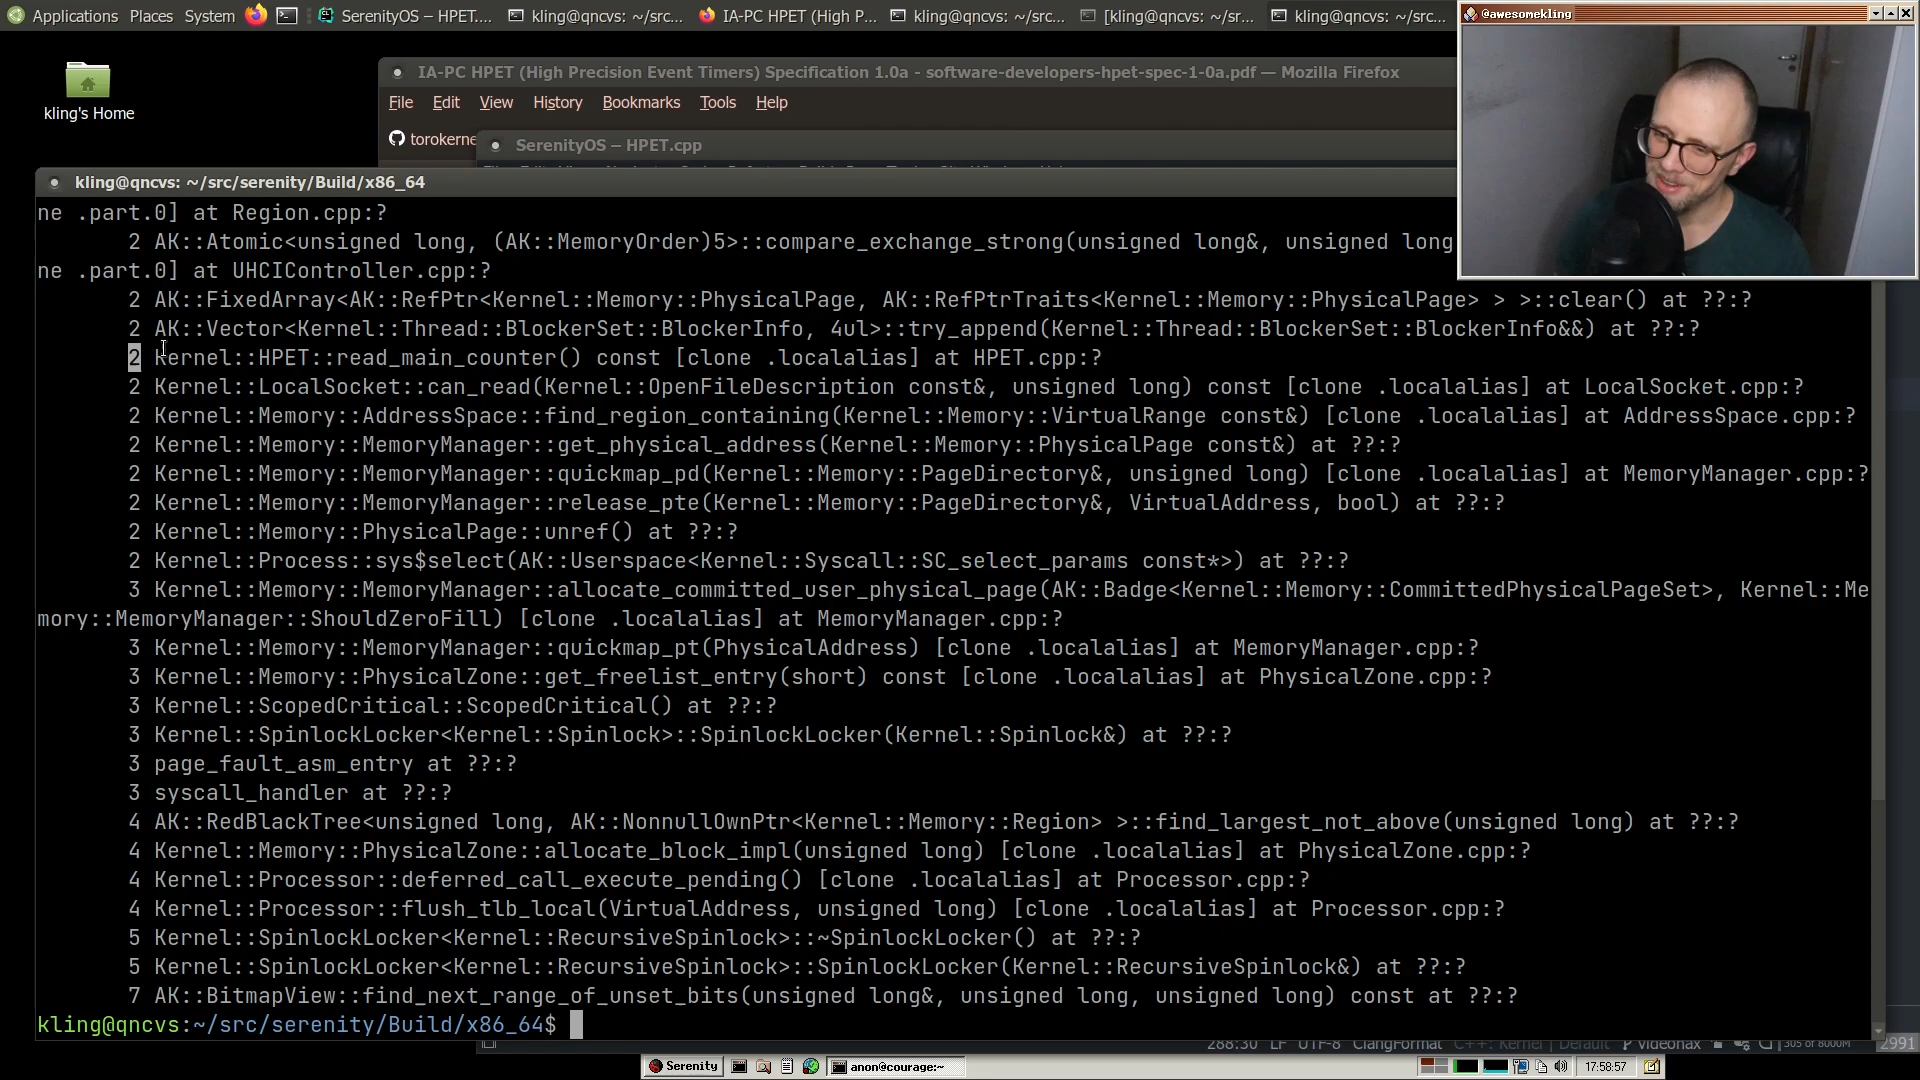 Applications Places System SerenityOS – HPET.... kling@qncvs: ~/src... IA-PC HPET (High P... kling@qncvs: ~/src... [kling@qncvs: ~/sr... kling@qncvs: ~/src...
@awesomekling
kling's Home
IA-PC HPET (High Precision Event Timers) Specification 1.0a - software-developers-hpet-spec-1-0a.pdf — Mozilla Firefox
File Edit View History Bookmarks Tools Help
torokerne
SerenityOS – HPET.cpp
kling@qncvs: ~/src/serenity/Build/x86_64
ne .part.0] at Region.cpp:?
2 AK::Atomic<unsigned long, (AK::MemoryOrder)5>::compare_exchange_strong(unsigned long&, unsigned long
ne .part.0] at UHCIController.cpp:?
2 AK::FixedArray<AK::RefPtr<Kernel::Memory::PhysicalPage, AK::RefPtrTraits<Kernel::Memory::PhysicalPage> > >::clear() at ??:?
2 AK::Vector<Kernel::Thread::BlockerSet::BlockerInfo, 4ul>::try_append(Kernel::Thread::BlockerSet::BlockerInfo&&) at ??:?
2 Kernel::HPET::read_main_counter() const [clone .localalias] at HPET.cpp:?
2 Kernel::LocalSocket::can_read(Kernel::OpenFileDescription const&, unsigned long) const [clone .localalias] at LocalSocket.cpp:?
2 Kernel::Memory::AddressSpace::find_region_containing(Kernel::Memory::VirtualRange const&) [clone .localalias] at AddressSpace.cpp:?
2 Kernel::Memory::MemoryManager::get_physical_address(Kernel::Memory::PhysicalPage const&) at ??:?
2 Kernel::Memory::MemoryManager::quickmap_pd(Kernel::Memory::PageDirectory&, unsigned long) [clone .localalias] at MemoryManager.cpp:?
2 Kernel::Memory::MemoryManager::release_pte(Kernel::Memory::PageDirectory&, VirtualAddress, bool) at ??:?
2 Kernel::Memory::PhysicalPage::unref() at ??:?
2 Kernel::Process::sys$select(AK::Userspace<Kernel::Syscall::SC_select_params const*>) at ??:?
3 Kernel::Memory::MemoryManager::allocate_committed_user_physical_page(AK::Badge<Kernel::Memory::CommittedPhysicalPageSet>, Kernel::Me
mory::MemoryManager::ShouldZeroFill) [clone .localalias] at MemoryManager.cpp:?
3 Kernel::Memory::MemoryManager::quickmap_pt(PhysicalAddress) [clone .localalias] at MemoryManager.cpp:?
3 Kernel::Memory::PhysicalZone::get_freelist_entry(short) const [clone .localalias] at PhysicalZone.cpp:?
3 Kernel::ScopedCritical::ScopedCritical() at ??:?
3 Kernel::SpinlockLocker<Kernel::Spinlock>::SpinlockLocker(Kernel::Spinlock&) at ??:?
3 page_fault_asm_entry at ??:?
3 syscall_handler at ??:?
4 AK::RedBlackTree<unsigned long, AK::NonnullOwnPtr<Kernel::Memory::Region> >::find_largest_not_above(unsigned long) at ??:?
4 Kernel::Memory::PhysicalZone::allocate_block_impl(unsigned long) [clone .localalias] at PhysicalZone.cpp:?
4 Kernel::Processor::deferred_call_execute_pending() [clone .localalias] at Processor.cpp:?
4 Kernel::Processor::flush_tlb_local(VirtualAddress, unsigned long) [clone .localalias] at Processor.cpp:?
5 Kernel::SpinlockLocker<Kernel::RecursiveSpinlock>::~SpinlockLocker() at ??:?
5 Kernel::SpinlockLocker<Kernel::RecursiveSpinlock>::SpinlockLocker(Kernel::RecursiveSpinlock&) at ??:?
7 AK::BitmapView::find_next_range_of_unset_bits(unsigned long&, unsigned long, unsigned long) const at ??:?
kling@qncvs:~/src/serenity/Build/x86_64$
288:30 LF UTF-8 ClangFormat C++: Kernel | Default 305 of 8000M 2991
Serenity anon@courage:~ 17:58:57